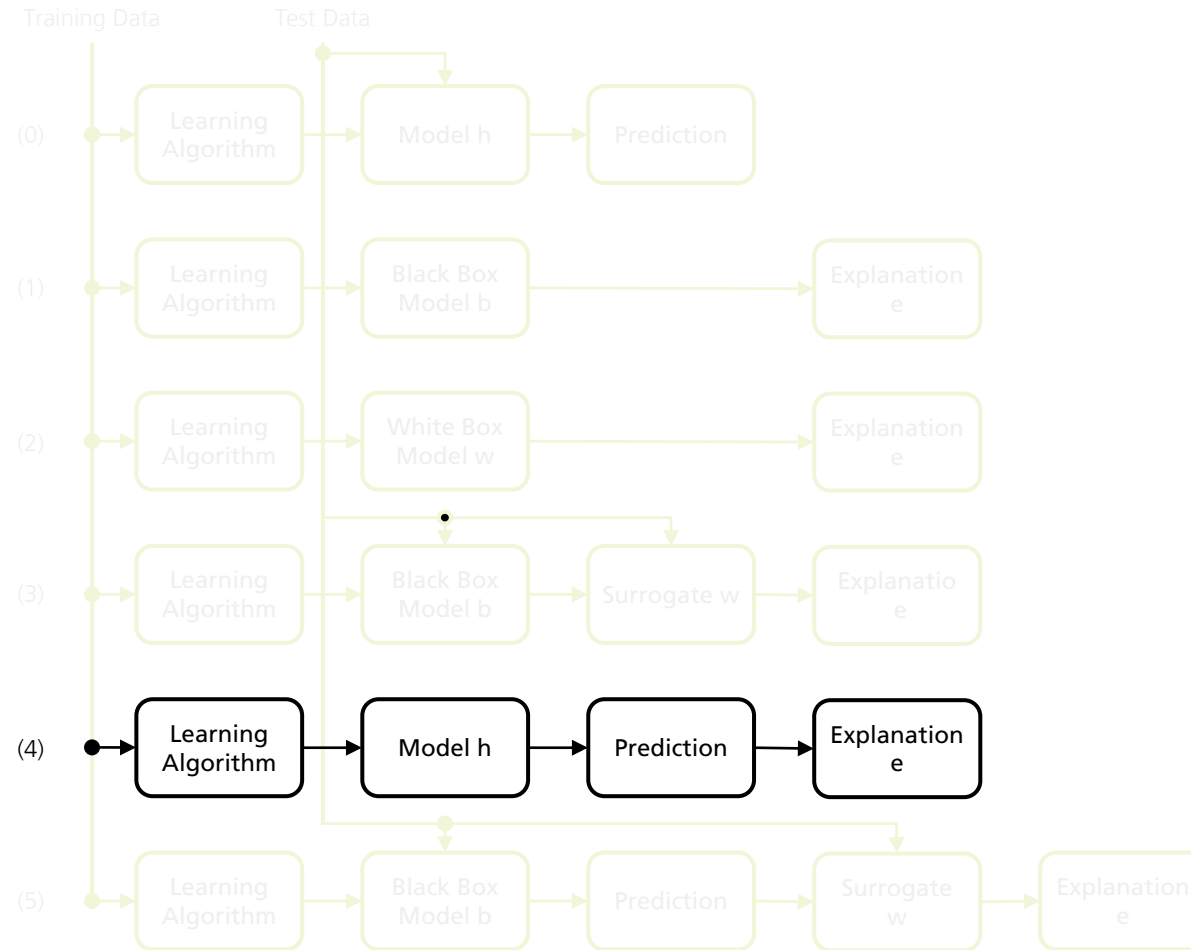 Training Data
Test Data
(0)
Learning
Algorithm
Model h
Prediction
(1)
Learning
Algorithm
Black Box
Model b
Explanation
e
(2)
Learning
Algorithm
White Box
Model w
Explanation
e
(3)
Learning
Algorithm
Black Box
Model b
Surrogate w
Explanatio
e
(4)
Learning
Algorithm
Model h
Prediction
Explanation
e
(5)
Learning
Algorithm
Black Box
Model b
Prediction
Surrogate
w
Explanation
e